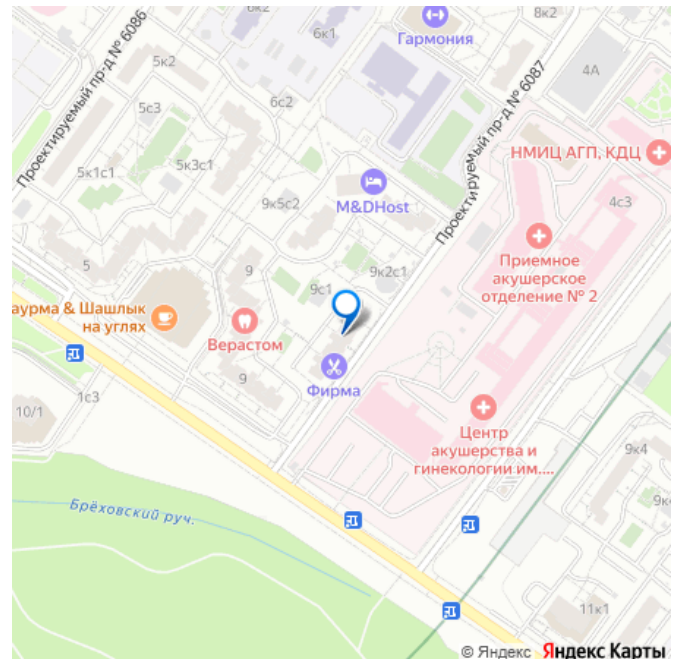 6к2
6к1
8к2
Гармония
4А
Проектируемый пр-д № 6086
5к2
5с3
6с2
Проектируемый пр-д № 6087
НМИЦ АГП, КДЦ
5к1с1
5к3с1
9к5с2
M&DHost
4с3
Приемное
акушерское
отделение № 2
5
9
9с1
9к2с1
аурма & Шашлык
на углях
Верастом
9
Фирма
10/1
1с3
Центр
акушерства и
гинекологии им....
9к4
9к
Брёховский руч.
11к1
© Яндекс Яндекс Карты